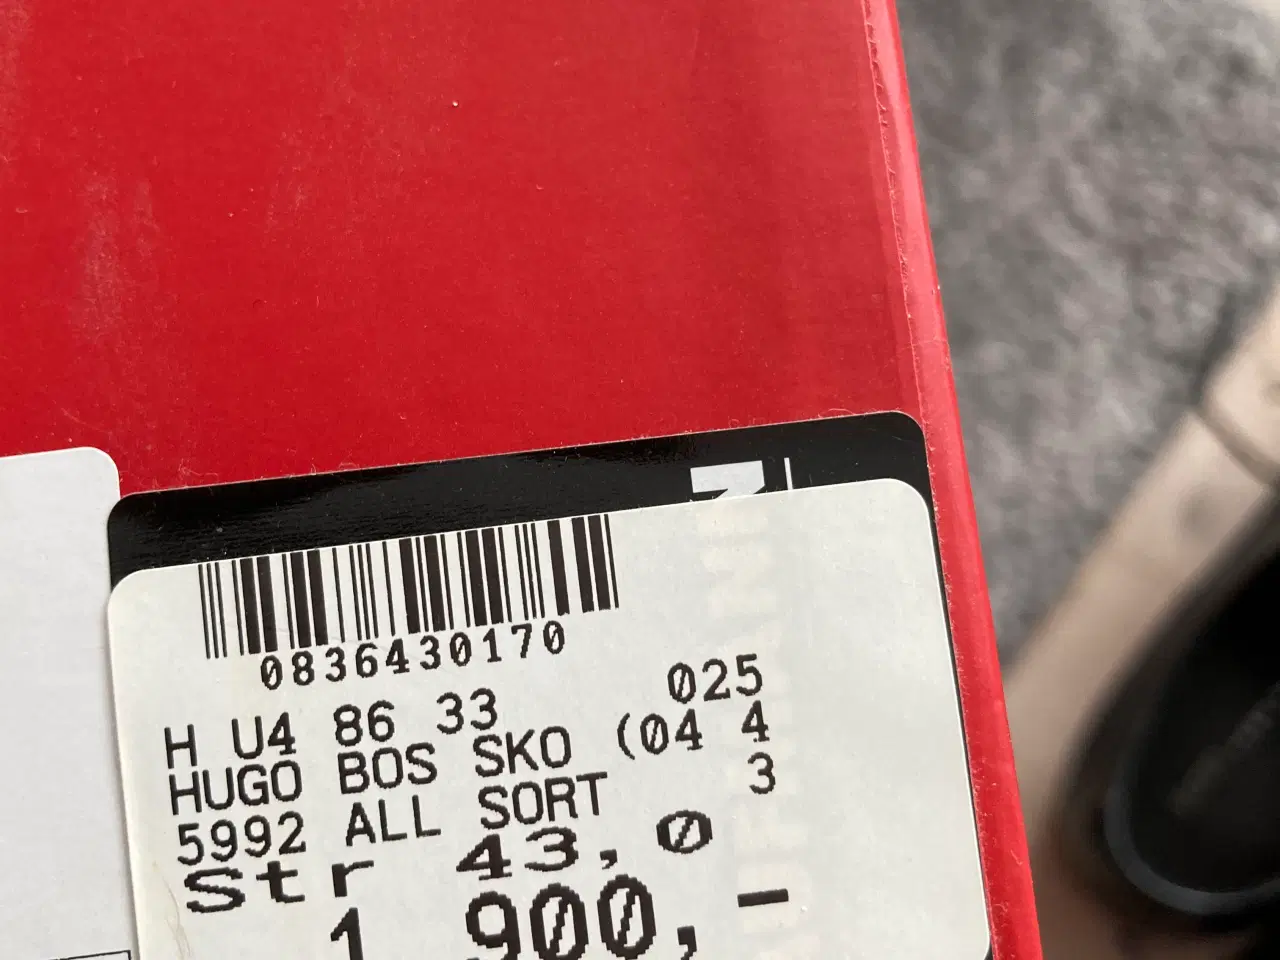 0836430170
H U4 86 33 025
HUGO BOS SKO (04 4
5992 ALL SORT 3
Str 43,0
1 900,-